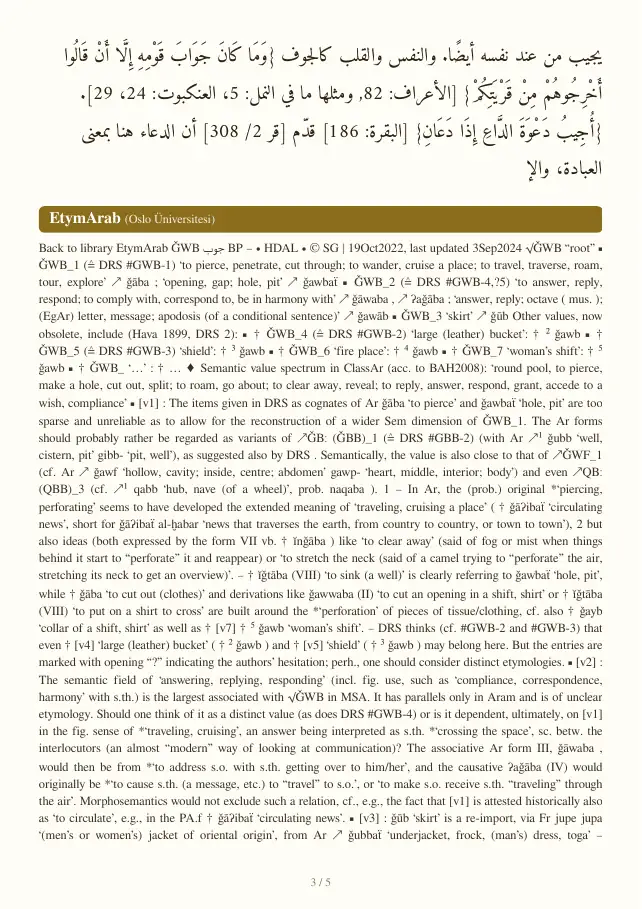 يجيب من عند نفسه أيضًا. والنفس والقلب كالجوف {وَمَا كَانَ جَوَابَ قَوْمِهِ إِلَّا أَنْ قَالُوا
أَخْرِجُوهُمْ مِنْ قَرْيَتِكُمْ} [الأعراف: 82, ومثلها ما في النمل: 5، العنكبوت: 24، 29].
{أُجِيبُ دَعْوَةَ الدَّاعِ إِذَا دَعَانِ} [البقرة: 186] قدّم [قر 2/ 308] أن الدعاء هنا بمعنى
العبادة، والإ
EtymArab (Oslo Üniversitesi)
Back to library EtymArab ǦWB جوب BP – • HDAL • © SG | 19Oct2022, last updated 3Sep2024 √ǦWB “root” ▪
ǦWB_1 (≙ DRS #GWB-1) ‘to pierce, penetrate, cut through; to wander, cruise a place; to travel, traverse, roam,
tour, explore’ ↗ ǧāba ; ‘opening, gap; hole, pit’ ↗ ǧawbaẗ ▪ ǦWB_2 (≙ DRS #GWB-4,?5) ‘to answer, reply,
respond; to comply with, correspond to, be in harmony with’ ↗ ǧāwaba , ↗ ʔaǧāba ; ‘answer, reply; octave ( mus. );
(EgAr) letter, message; apodosis (of a conditional sentence)’ ↗ ǧawāb ▪ ǦWB_3 ‘skirt’ ↗ ǧūb Other values, now
obsolete, include (Hava 1899, DRS 2): ▪ † ǦWB_4 (≙ DRS #GWB-2) ‘large (leather) bucket’: † ² ǧawb ▪ †
ǦWB_5 (≙ DRS #GWB-3) ‘shield’: † ³ ǧawb ▪ † ǦWB_6 ‘fire place’: † ⁴ ǧawb ▪ † ǦWB_7 ‘woman’s shift’: † ⁵
ǧawb ▪ † ǦWB_ ‘…’ : † … ♦ Semantic value spectrum in ClassAr (acc. to BAH2008): ‘round pool, to pierce,
make a hole, cut out, split; to roam, go about; to clear away, reveal; to reply, answer, respond, grant, accede to a
wish, compliance’ ▪ [v1] : The items given in DRS as cognates of Ar ǧāba ‘to pierce’ and ǧawbaẗ ‘hole, pit’ are too
sparse and unreliable as to allow for the reconstruction of a wider Sem dimension of ǦWB_1. The Ar forms
should probably rather be regarded as variants of ↗ǦB: (ǦBB)_1 (≙ DRS #GBB-2) (with Ar ↗¹ ǧubb ‘well,
cistern, pit’ gibb- ‘pit, well’), as suggested also by DRS . Semantically, the value is also close to that of ↗ǦWF_1
(cf. Ar ↗ ǧawf ‘hollow, cavity; inside, centre; abdomen’ gawp- ‘heart, middle, interior; body’) and even ↗QB:
(QBB)_3 (cf. ↗¹ qabb ‘hub, nave (of a wheel)’, prob. naqaba ). 1 – In Ar, the (prob.) original *‘piercing,
perforating’ seems to have developed the extended meaning of ‘traveling, cruising a place’ ( † ǧāʔibaẗ ‘circulating
news’, short for ǧāʔibaẗ al-ḫabar ‘news that traverses the earth, from country to country, or town to town’), 2 but
also ideas (both expressed by the form VII vb. † ĭnǧāba ) like ‘to clear away’ (said of fog or mist when things
behind it start to “perforate” it and reappear) or ‘to stretch the neck (said of a camel trying to “perforate” the air,
stretching its neck to get an overview)’. – † ĭǧtāba (VIII) ‘to sink (a well)’ is clearly referring to ǧawbaẗ ‘hole, pit’,
while † ǧāba ‘to cut out (clothes)’ and derivations like ǧawwaba (II) ‘to cut an opening in a shift, shirt’ or † ĭǧtāba
(VIII) ‘to put on a shirt to cross’ are built around the *‘perforation’ of pieces of tissue/clothing, cf. also † ǧayb
‘collar of a shift, shirt’ as well as † [v7] † ⁵ ǧawb ‘woman’s shift’. – DRS thinks (cf. #GWB-2 and #GWB-3) that
even † [v4] ‘large (leather) bucket’ ( † ² ǧawb ) and † [v5] ‘shield’ ( † ³ ǧawb ) may belong here. But the entries are
marked with opening “?” indicating the authors’ hesitation; perh., one should consider distinct etymologies. ▪ [v2] :
The semantic field of ‘answering, replying, responding’ (incl. fig. use, such as ‘compliance, correspondence,
harmony’ with s.th.) is the largest associated with √ǦWB in MSA. It has parallels only in Aram and is of unclear
etymology. Should one think of it as a distinct value (as does DRS #GWB-4) or is it dependent, ultimately, on [v1]
in the fig. sense of *‘traveling, cruising’, an answer being interpreted as s.th. *‘crossing the space’, sc. betw. the
interlocutors (an almost “modern” way of looking at communication)? The associative Ar form III, ǧāwaba ,
would then be from *‘to address s.o. with s.th. getting over to him/her’, and the causative ʔaǧāba (IV) would
originally be *‘to cause s.th. (a message, etc.) to “travel” to s.o.’, or ‘to make s.o. receive s.th. “traveling” through
the air’. Morphosemantics would not exclude such a relation, cf., e.g., the fact that [v1] is attested historically also
as ‘to circulate’, e.g., in the PA.f † ǧāʔibaẗ ‘circulating news’. ▪ [v3] : ǧūb ‘skirt’ is a re-import, via Fr jupe jupa
‘(men’s or women’s) jacket of oriental origin’, from Ar ↗ ǧubbaẗ ‘underjacket, frock, (man’s) dress, toga’ –
3 / 5